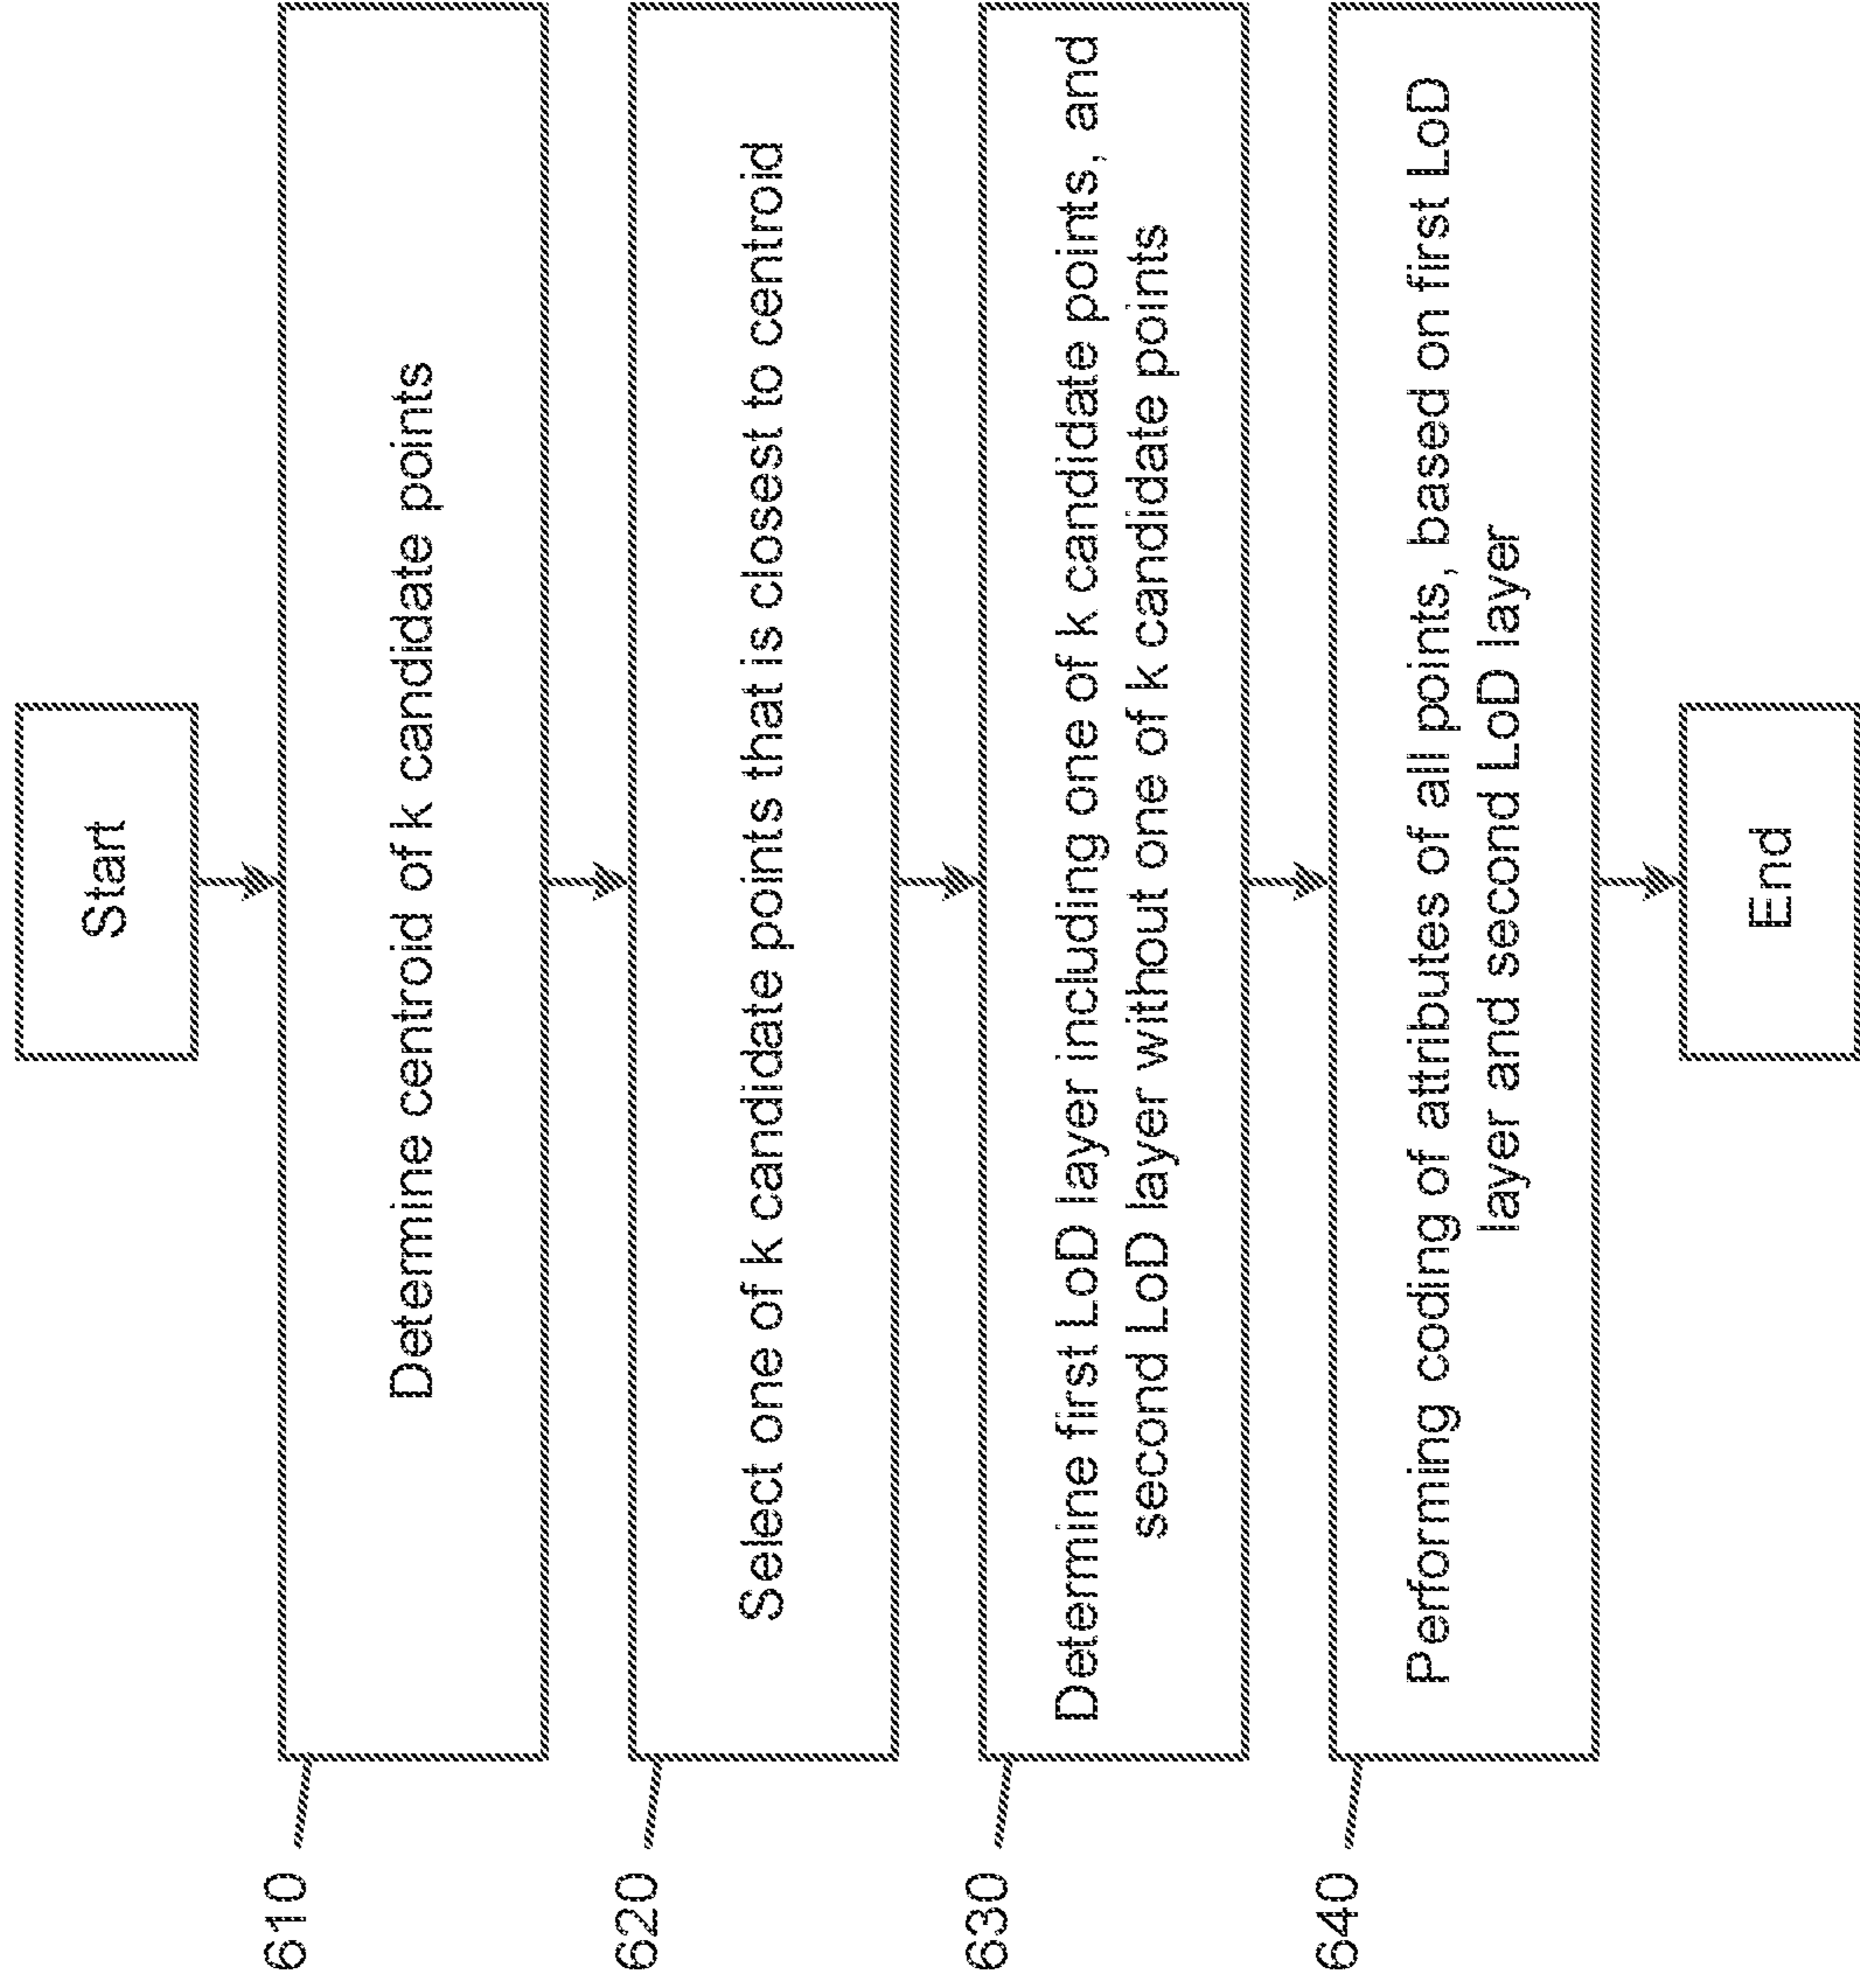 Start
610
Determine centroid of k candidate points
620
Select one of k candidate points that is closest to centroid
630
Determine first LoD layer including one of k candidate points, and
second LoD layer without one of k candidate points
640
Performing coding of attributes of all points, based on first LoD
layer and second LoD layer
End